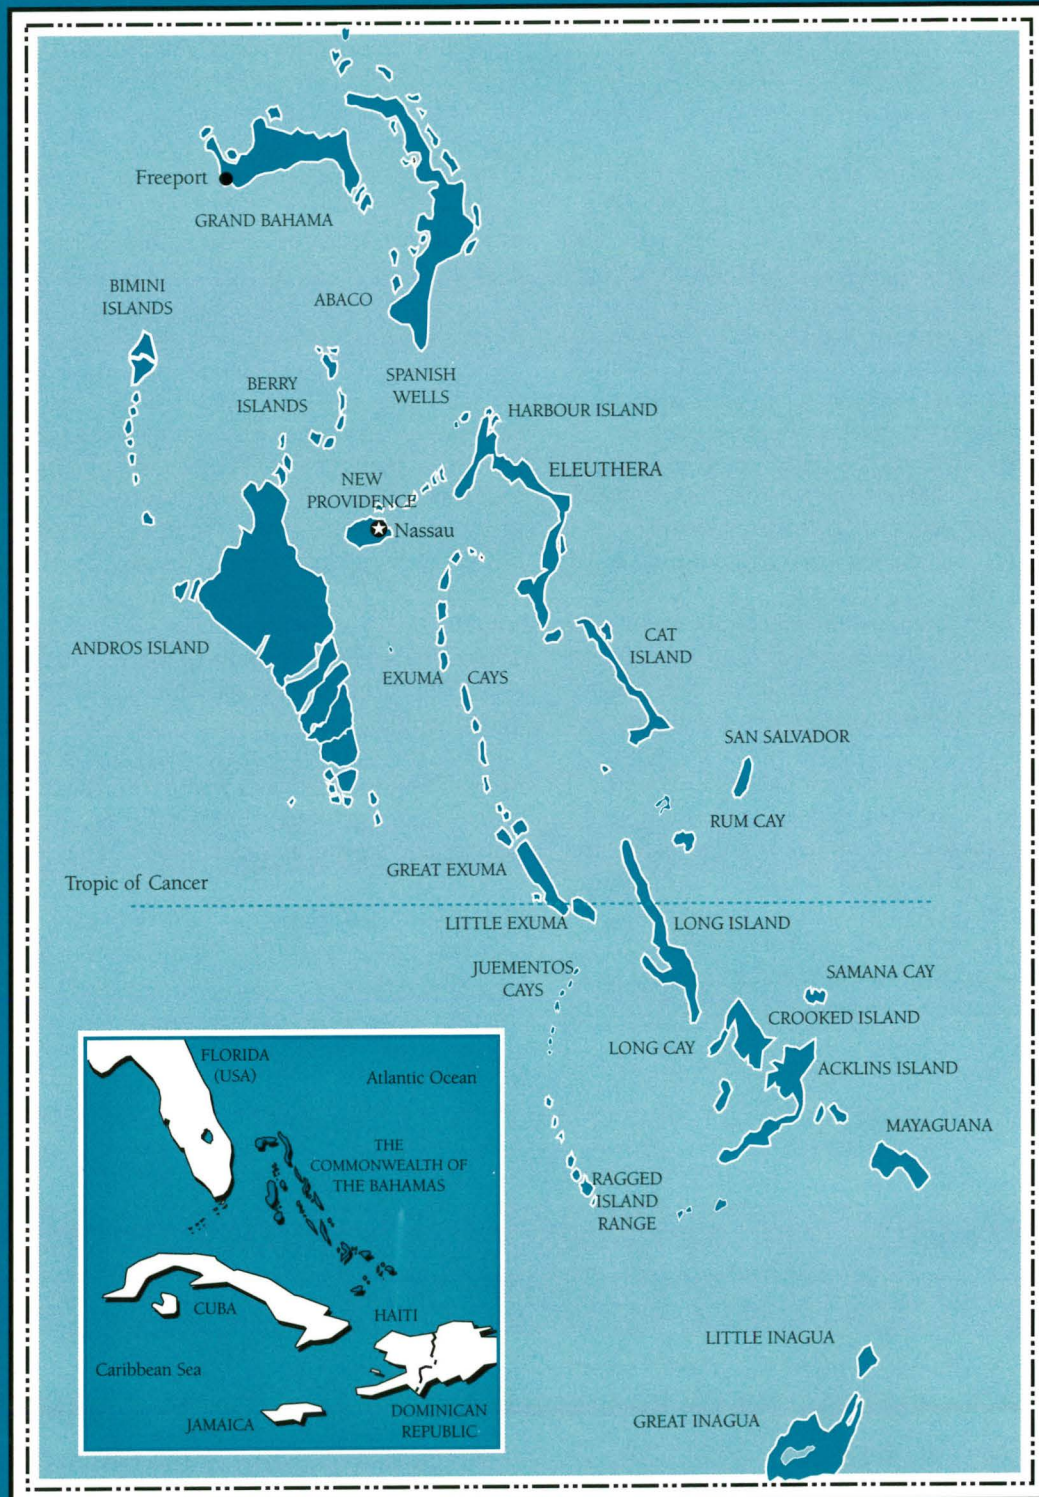 Freeport
GRAND BAHAMA
BIMINI
ISLANDS
ABACO
BERRY
ISLANDS
SPANISH
WELLS
HARBOUR ISLAND
ELEUTHERA
NEW
PROVIDENCE
Nassau
ANDROS ISLAND
CAT
ISLAND
EXUMA CAYS
SAN SALVADOR
RUM CAY
GREAT EXUMA
Tropic of Cancer
LITTLE EXUMA
LONG ISLAND
JUEMENTOS
CAYS
SAMANA CAY
CROOKED ISLAND
LONG CAY
ACKLINS ISLAND
MAYAGUANA
RAGGED
ISLAND
RANGE
LITTLE INAGUA
GREAT INAGUA
FLORIDA
(USA)
Atlantic Ocean
THE
COMMONWEALTH OF
THE BAHAMAS
CUBA
HAITI
Caribbean Sea
JAMAICA
DOMINICAN
REPUBLIC